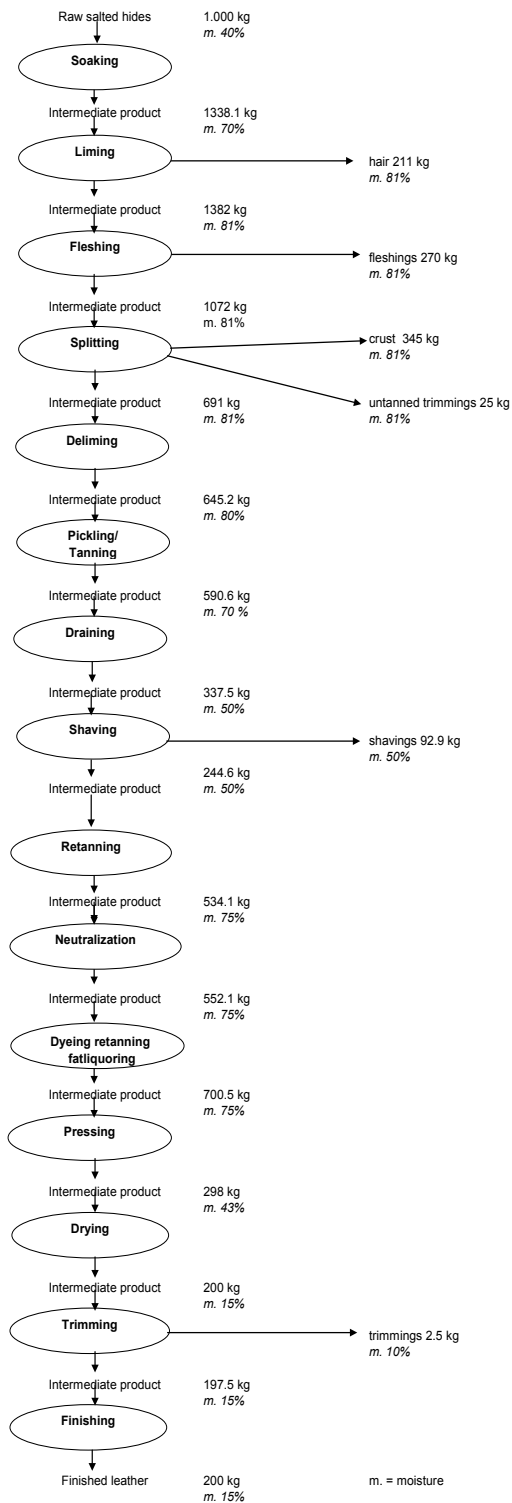 Raw salted hides 1.000 kg
m. 40%
Soaking
Intermediate product 1338.1 kg
m. 70%
Liming
hair 211 kg
m. 81%
Intermediate product 1382 kg
m. 81%
Fleshing
fleshings 270 kg
m. 81%
Intermediate product 1072 kg
m. 81%
Splitting
crust 345 kg
m. 81%
untanned trimmings 25 kg
m. 81%
Intermediate product 691 kg
m. 81%
Deliming
Intermediate product 645.2 kg
m. 80%
Pickling/
Tanning
Intermediate product 590.6 kg
m. 70 %
Draining
Intermediate product 337.5 kg
m. 50%
Shaving
shavings 92.9 kg
m. 50%
244.6 kg
Intermediate product m. 50%
Retanning
Intermediate product 534.1 kg
m. 75%
Neutralization
Intermediate product 552.1 kg
m. 75%
Dyeing retanning
fatliquoring
Intermediate product 700.5 kg
m. 75%
Pressing
Intermediate product 298 kg
m. 43%
Drying
Intermediate product 200 kg
m. 15%
Trimming
trimmings 2.5 kg
m. 10%
Intermediate product 197.5 kg
m. 15%
Finishing
Finished leather 200 kg m. = moisture
m. 15%